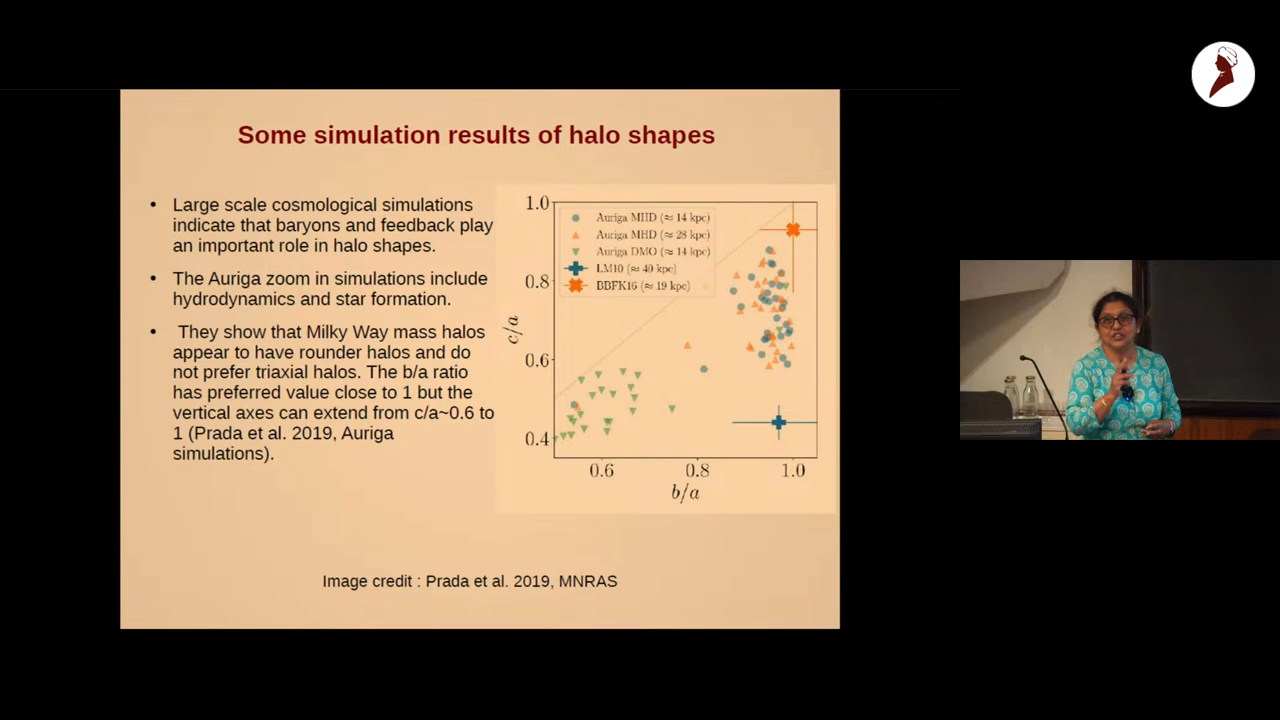 Some simulation results of halo shapes
• Large scale cosmological simulations
indicate that baryons and feedback play
an important role in halo shapes.
• The Auriga zoom in simulations include
hydrodynamics and star formation.
• They show that Milky Way mass halos
appear to have rounder halos and do
not prefer triaxial halos. The b/a ratio
has preferred value close to 1 but the
vertical axes can extend from c/a~0.6 to
1 (Prada et al. 2019, Auriga
simulations).
1.0
0.8
0.6
0.4
c/a
Auriga MHD (≈ 14 kpc)
Auriga MHD (≈ 28 kpc)
Auriga DMO (≈ 14 kpc)
LM10 (≈ 40 kpc)
BBFK16 (≈ 19 kpc)
0.6 0.8 1.0
b/a
Image credit : Prada et al. 2019, MNRAS